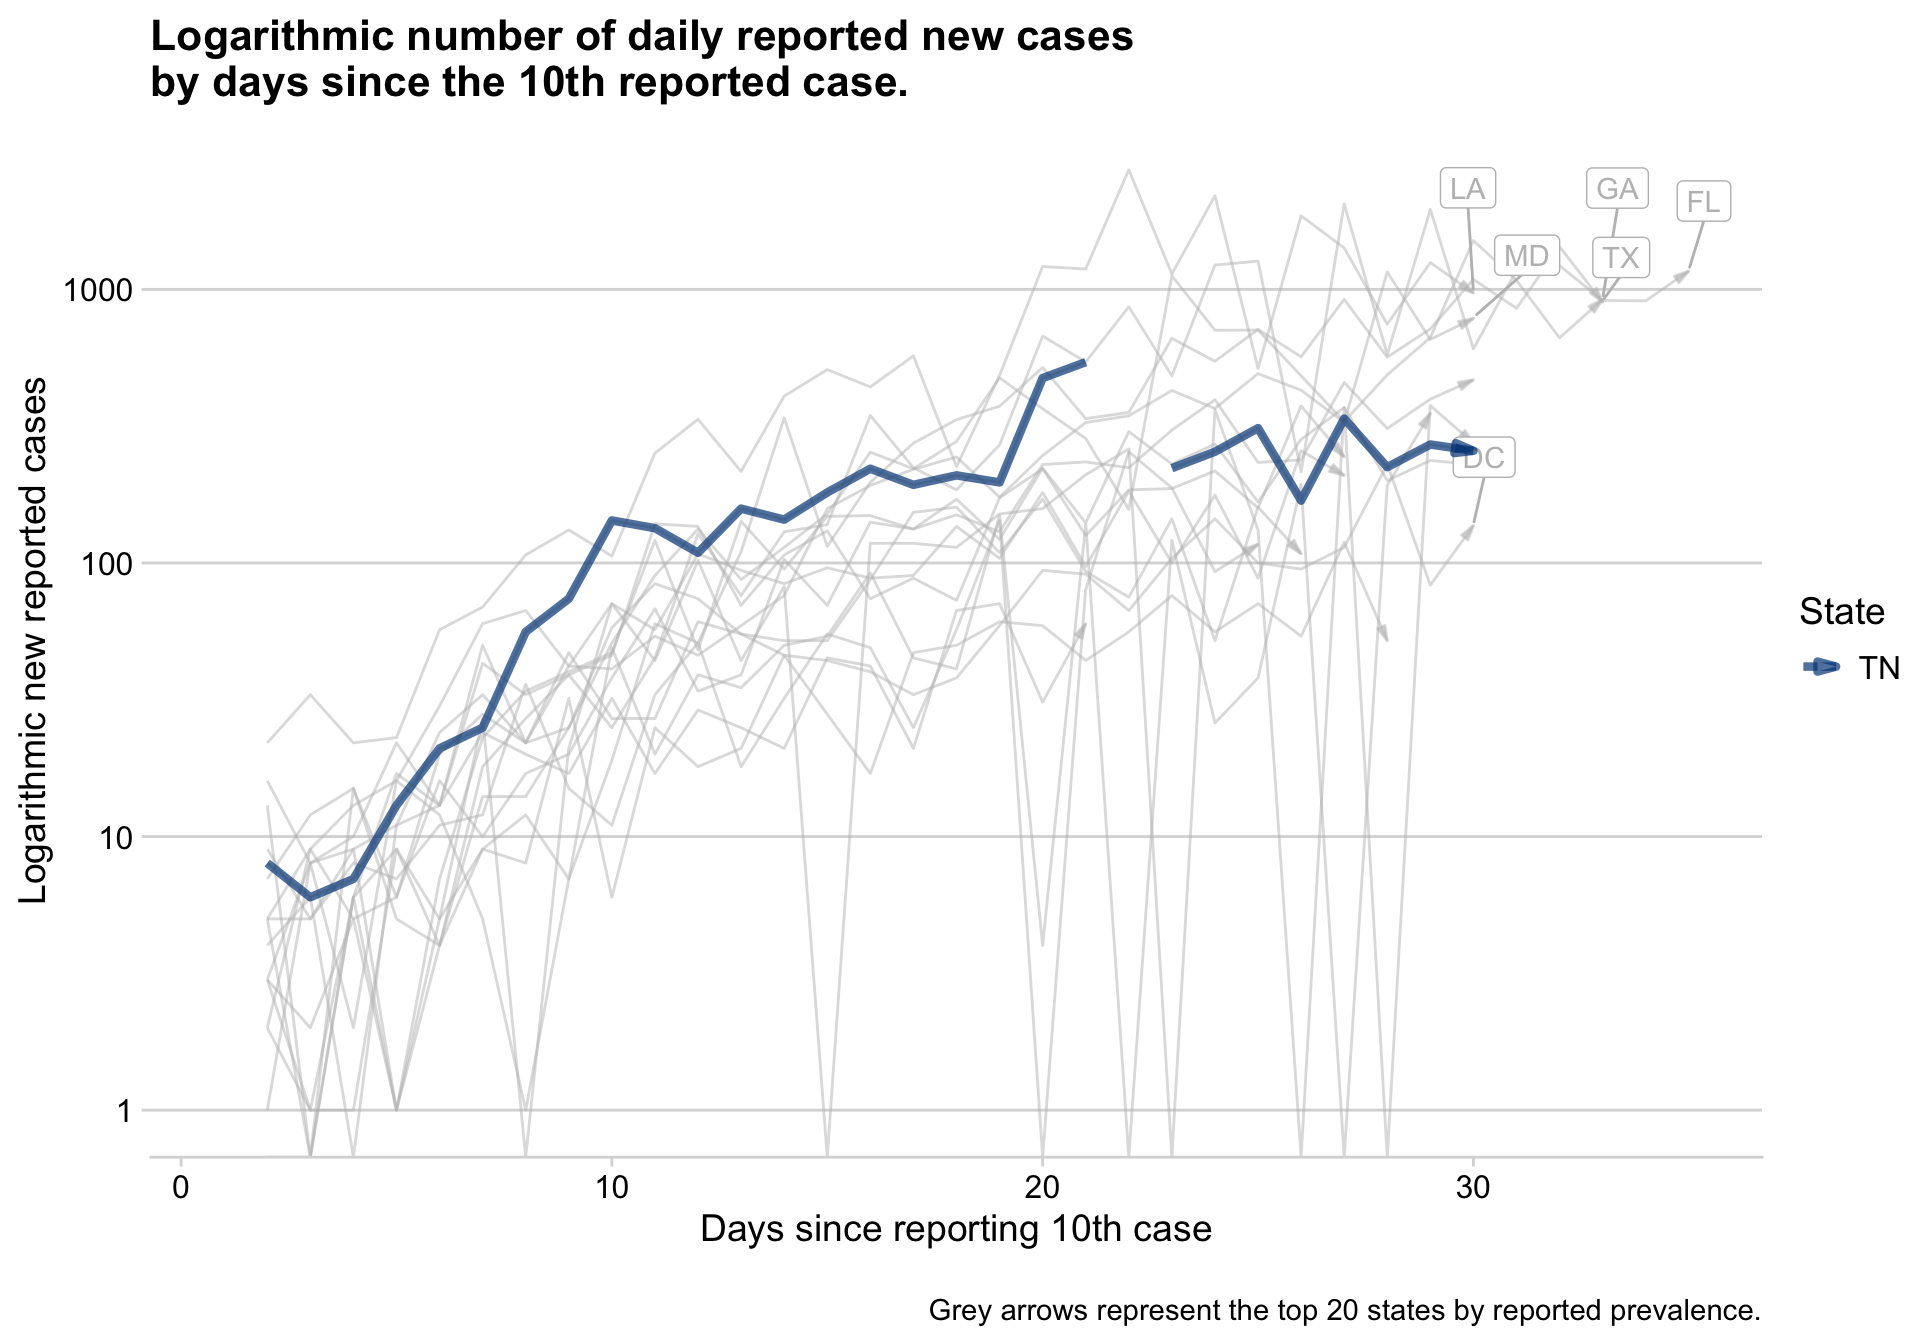 Logarithmic number of daily reported new cases
by days since the 10th reported case.
LA
GA
FL
MD
TX
DC
1000
100
10
1
Logarithmic new reported cases
0
10
20
30
Days since reporting 10th case
State
TN
Grey arrows represent the top 20 states by reported prevalence.